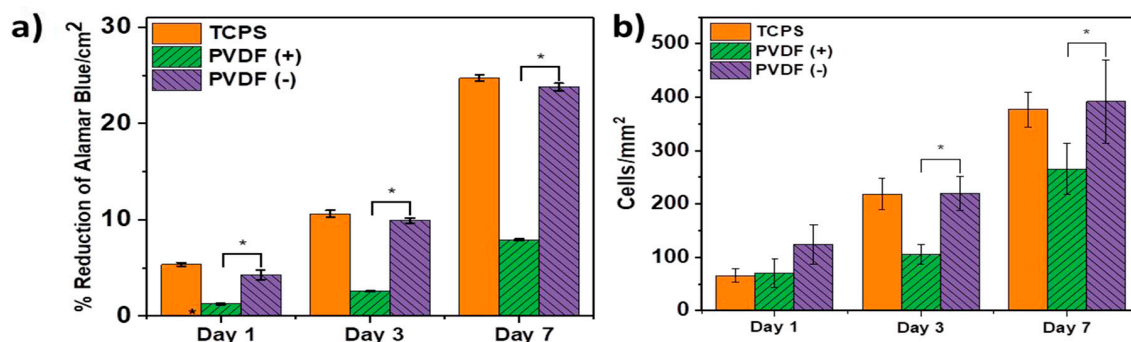 a)
% Reduction of Alamar Blue/cm²
30
20
10
0
TCPS
PVDF (+)
PVDF (-)
*
*
*
*
Day 1 Day 3 Day 7
b)
Cells/mm²
500
400
300
200
100
0
TCPS
PVDF (+)
PVDF (-)
*
*
Day 1 Day 3 Day 7